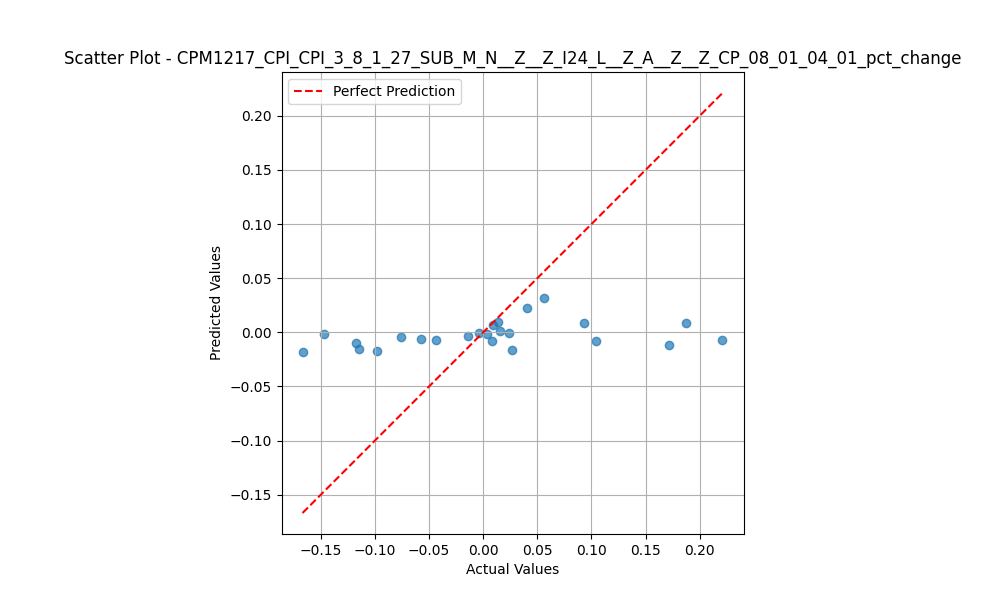 Scatter Plot - CPM1217_CPI_CPI_3_8_1_27_SUB_M_N__Z__Z_I24_L__Z_A__Z__Z_CP_08_01_04_01_pct_change
Perfect Prediction
0.20
0.15
0.10
0.05
0.00
−0.05
−0.10
−0.15
Predicted Values
−0.15 −0.10 −0.05 0.00 0.05 0.10 0.15 0.20
Actual Values